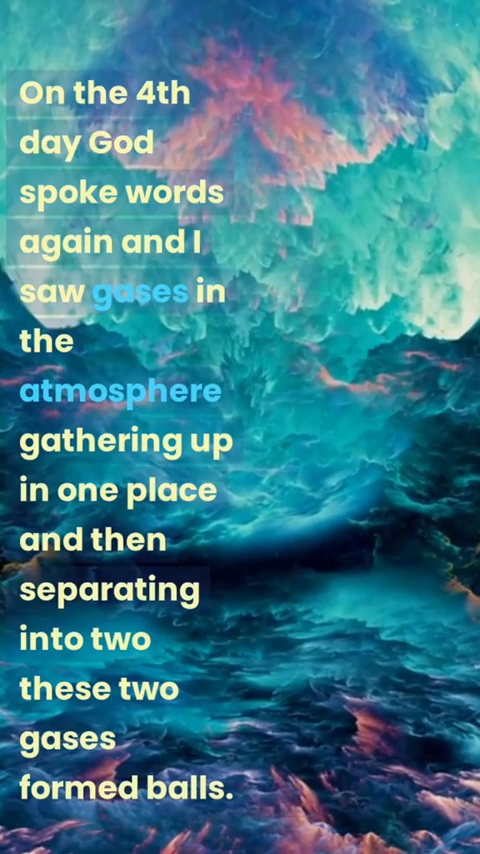 On the 4th
day God
spoke words
again and I
saw gases in
the
atmosphere
gathering up
in one place
and then
separating
into two
these two
gases
formed balls.